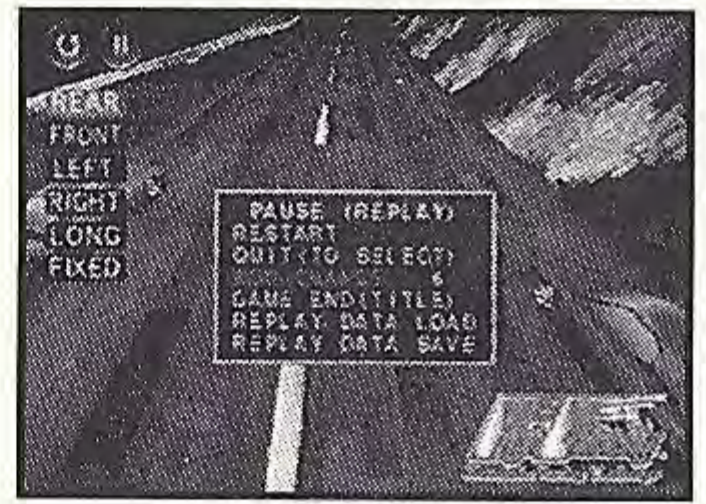 REAR
FRONT
LEFT
RIGHT
LONG
FIXED
PAUSE (REPLAY)
RESTART
QUIT(TO SELECT)
6
GAME END(TITLE)
REPLAY DATA LOAD
REPLAY DATA SAVE